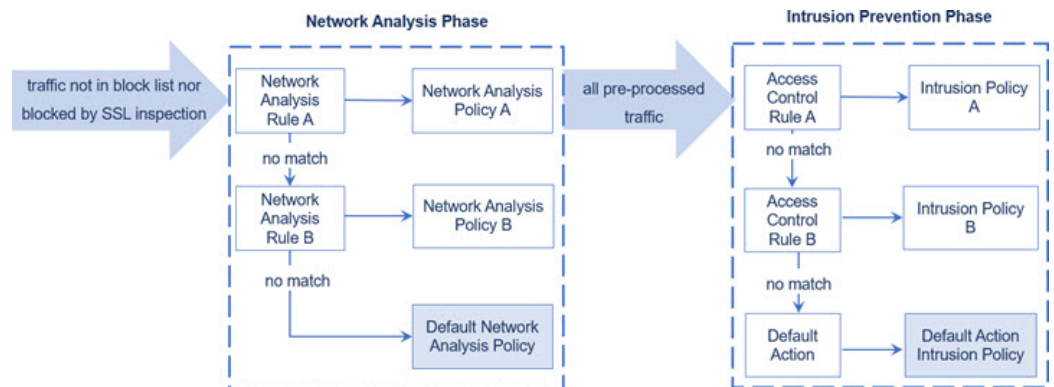 Network Analysis Phase
traffic not in block list nor
blocked by SSL inspection
Network
Analysis
Rule A
Network Analysis
Policy A
no match
Network
Analysis
Rule B
Network Analysis
Policy B
no match
Default Network
Analysis Policy
all pre-processed
traffic
Intrusion Prevention Phase
Access
Control
Rule A
Intrusion Policy
A
no match
Access
Control
Rule B
Intrusion Policy
B
no match
Default
Action
Default Action
Intrusion Policy